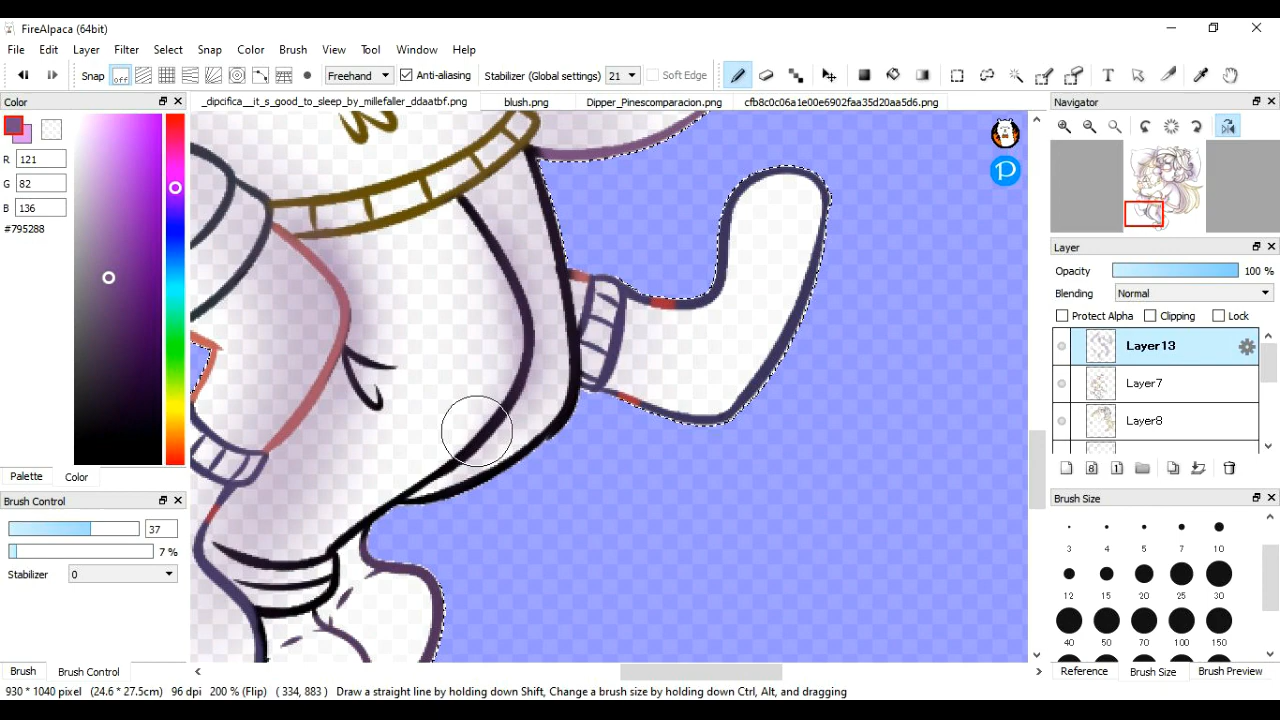 FireAlpaca (64bit)
File Edit Layer Filter Select Snap Color Brush View Tool Window Help
Snap off Freehand Anti-aliasing Stabilizer (Global settings) 21 Soft Edge
Color _dipcifica__it_s_good_to_sleep_by_millefaller_ddaatbf.png blush.png Dipper_Pinescomparacion.png cfb8c0c06a1e00e6902faa35d20aa5d6.png Navigator
R 121
G 82
B 136
#795288
Layer
Opacity 100 %
Blending Normal
Protect Alpha Clipping Lock
Layer13
Layer7
Layer8
Palette Color
8 1
Brush Control
Brush Size
37
7 %
Stabilizer 0
3 4 5 7 10
12 15 20 25 30
40 50 70 100 150
Brush Brush Control
Reference Brush Size Brush Preview
930 * 1040 pixel (24.6 * 27.5cm) 96 dpi 200 % (Flip) ( 334, 883 ) Draw a straight line by holding down Shift, Change a brush size by holding down Ctrl, Alt, and dragging